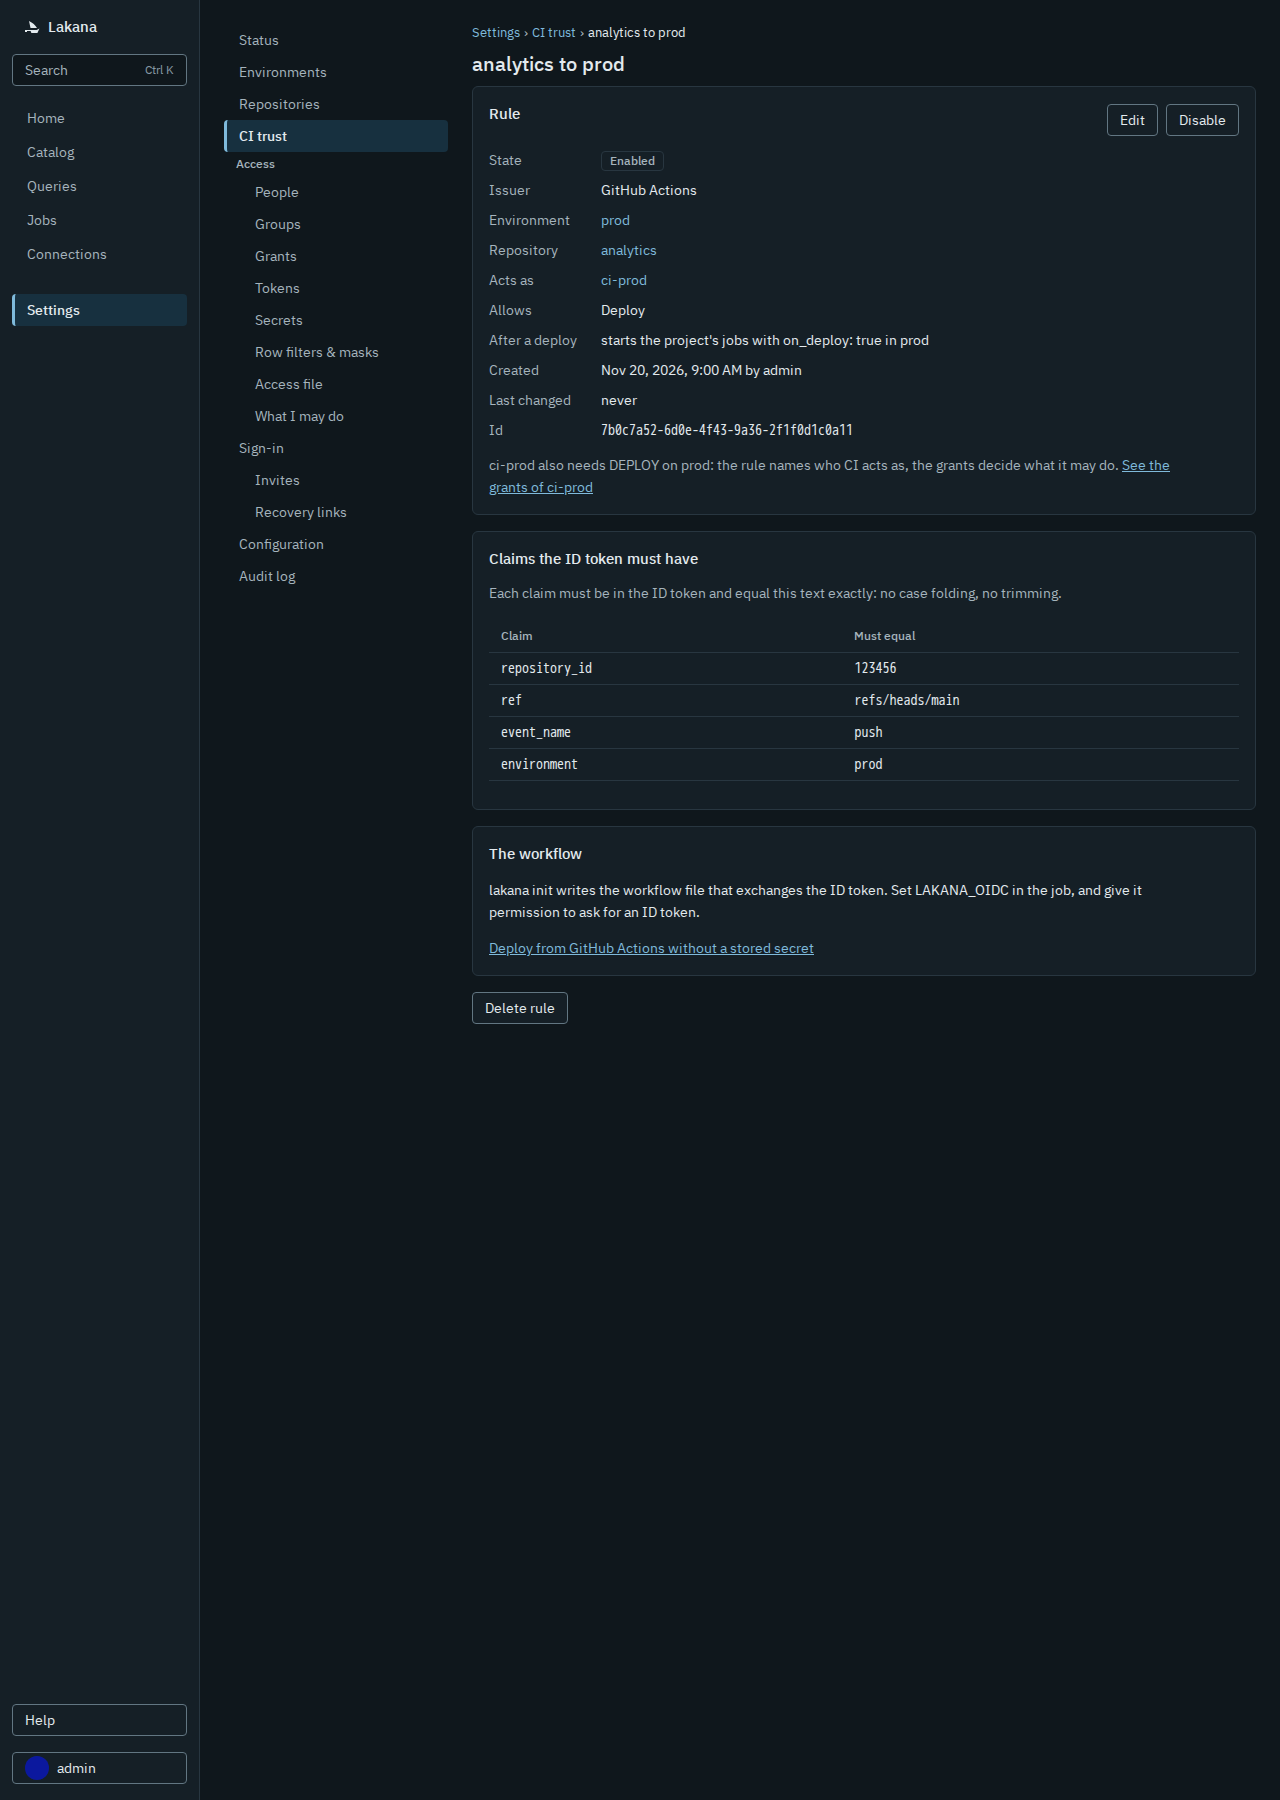 Lakana
Search Ctrl K
Home
Catalog
Queries
Jobs
Connections
Settings
Help
admin
Status
Environments
Repositories
CI trust
Access
People
Groups
Grants
Tokens
Secrets
Row filters & masks
Access file
What I may do
Sign-in
Invites
Recovery links
Configuration
Audit log
Settings › CI trust › analytics to prod
analytics to prod
Rule Edit Disable
State Enabled
Issuer GitHub Actions
Environment prod
Repository analytics
Acts as ci-prod
Allows Deploy
After a deploy starts the project's jobs with on_deploy: true in prod
Created Nov 20, 2026, 9:00 AM by admin
Last changed never
Id 7b0c7a52-6d0e-4f43-9a36-2f1f0d1c0a11
ci-prod also needs DEPLOY on prod: the rule names who CI acts as, the grants decide what it may do. See the
grants of ci-prod
Claims the ID token must have
Each claim must be in the ID token and equal this text exactly: no case folding, no trimming.
Claim Must equal
repository_id 123456
ref refs/heads/main
event_name push
environment prod
The workflow
lakana init writes the workflow file that exchanges the ID token. Set LAKANA_OIDC in the job, and give it
permission to ask for an ID token.
Deploy from GitHub Actions without a stored secret
Delete rule